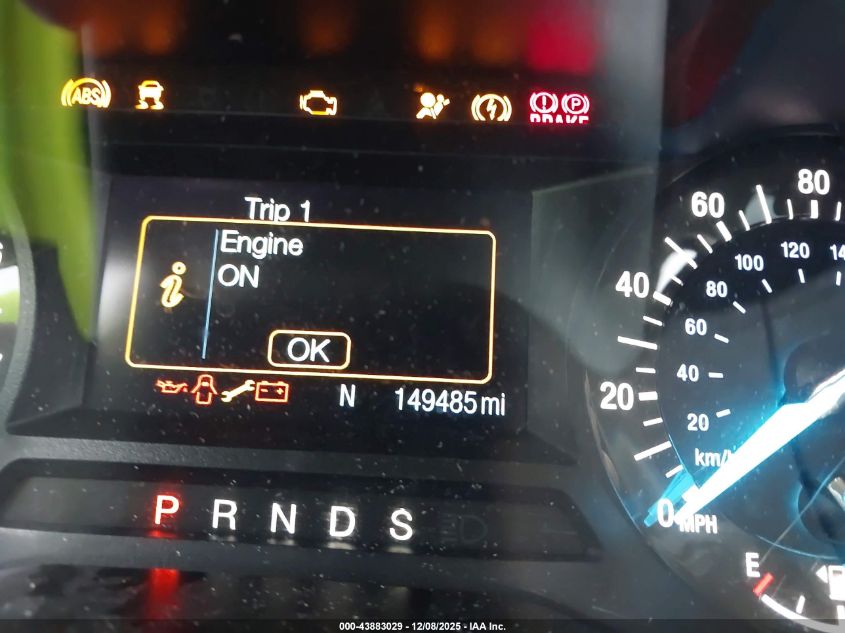 ABS
BRAKE
Trip 1
Engine
ON
OK
N 149485 mi
P R N D S
0 20 40 60 80
20 40 60 80 100 120
km/
MPH
E
000-43883029 - 12/08/2025 - IAA Inc.